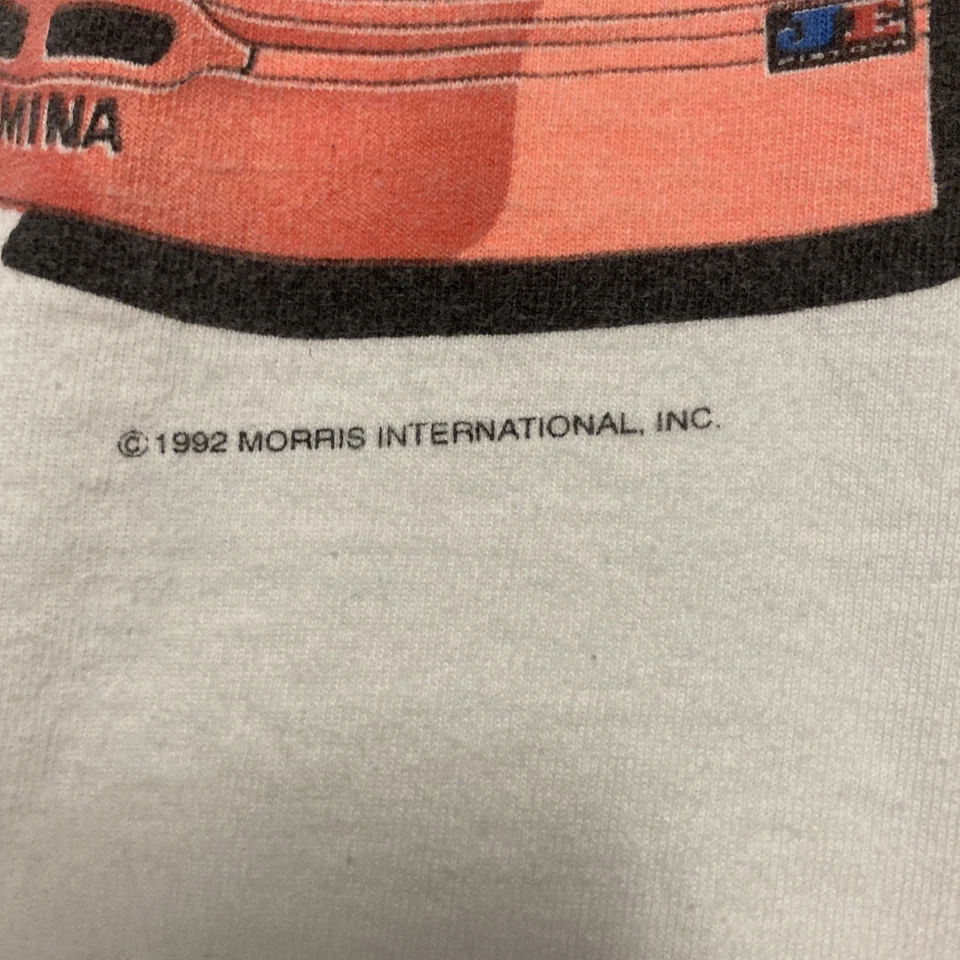 JE
MINA
© 1992 MORRIS INTERNATIONAL, INC.